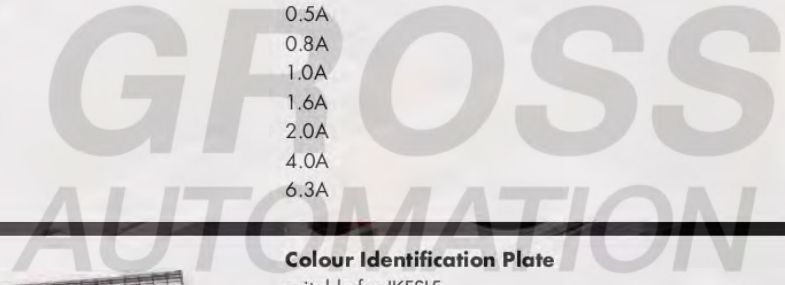 0.5A
0.8A
1.0A
1.6A
2.0A
4.0A
6.3A
GROSS
AUTOMATION
Colour Identification Plate